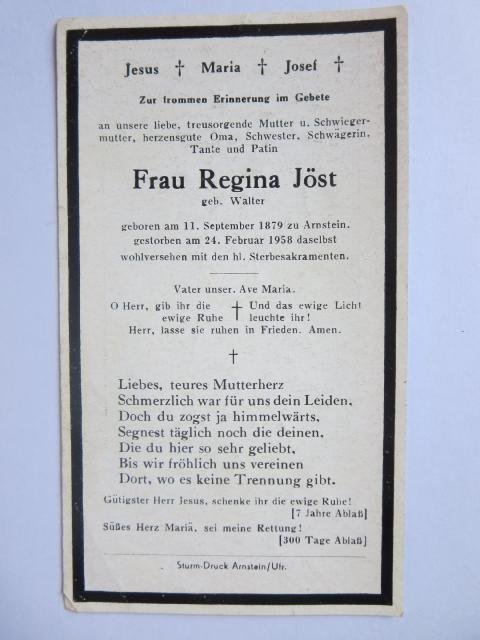 Jesus † Maria † Josef †
Zur frommen Erinnerung im Gebete
an unsere liebe, treusorgende Mutter u. Schwieger-
mutter, herzensgute Oma, Schwester, Schwägerin,
Tante und Patin
Frau Regina Jöst
geb. Walter
geboren am 11. September 1879 zu Arnstein.
gestorben am 24. Februar 1958 daselbst
wohlversehen mit den hl. Sterbesakramenten.
Vater unser. Ave Maria.
O Herr, gib ihr die † Und das ewige Licht
ewige Ruhe leuchte ihr!
Herr, lasse sie ruhen in Frieden. Amen.
†
Liebes, teures Mutterherz
Schmerzlich war für uns dein Leiden,
Doch du zogst ja himmelwärts,
Segnest täglich noch die deinen,
Die du hier so sehr geliebt,
Bis wir fröhlich uns vereinen
Dort, wo es keine Trennung gibt.
Gütigster Herr Jesus, schenke ihr die ewige Ruhe!
[7 Jahre Ablaß]
Süßes Herz Mariä, sei meine Rettung!
[300 Tage Ablaß]
Sturm-Druck Arnstein/Ufr.